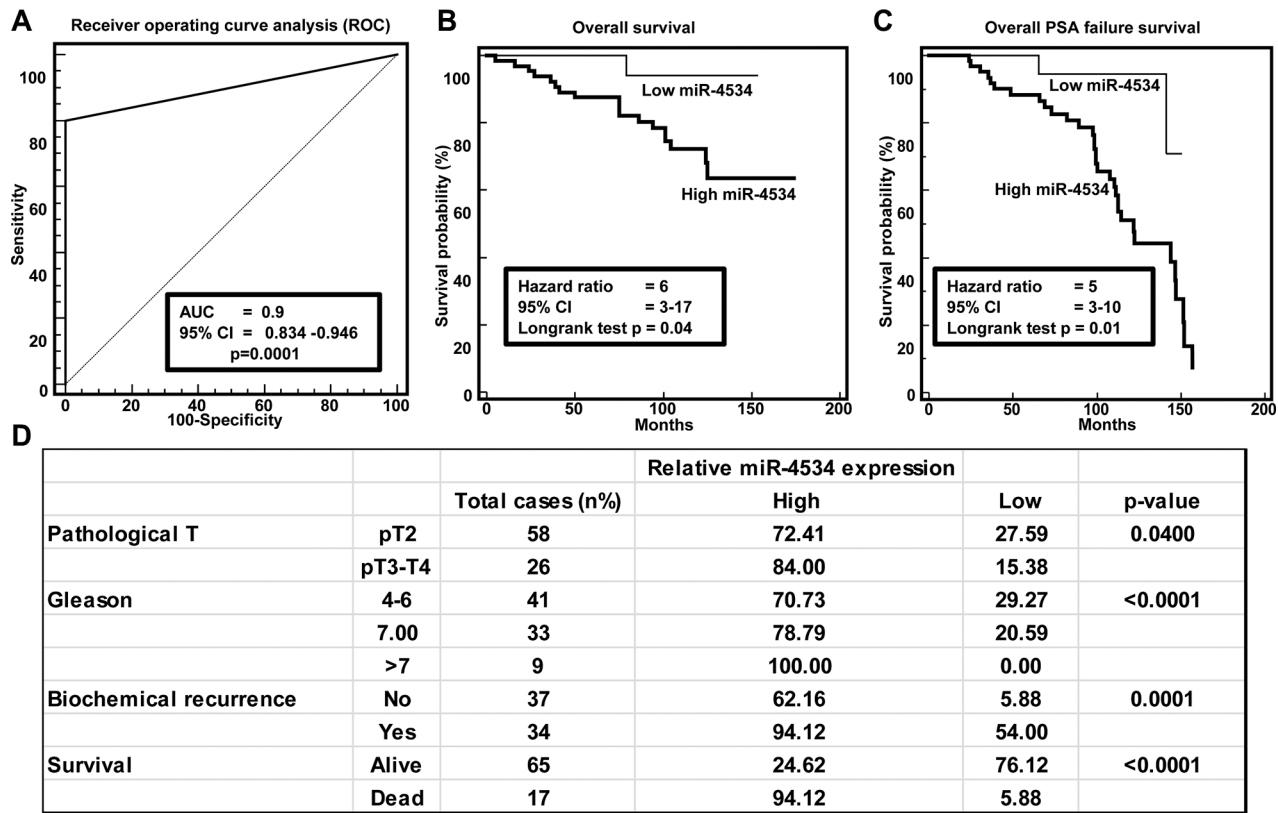 A
Receiver operating curve analysis (ROC)
Sensitivity
100
80
60
40
20
0
AUC = 0.9
95% CI = 0.834 -0.946
p=0.0001
0 20 40 60 80 100
100-Specificity
B
Overall survival
Survival probability (%)
100
80
60
40
20
0
Low miR-4534
High miR-4534
Hazard ratio = 6
95% CI = 3-17
Longrank test p = 0.04
0 50 100 150 200
Months
C
Overall PSA failure survival
Survival probability (%)
100
80
60
40
20
0
Low miR-4534
High miR-4534
Hazard ratio = 5
95% CI = 3-10
Longrank test p = 0.01
0 50 100 150 200
Months
D
Relative miR-4534 expression
Total cases (n%) High Low p-value
Pathological T pT2 58 72.41 27.59 0.0400
pT3-T4 26 84.00 15.38
Gleason 4-6 41 70.73 29.27 <0.0001
7.00 33 78.79 20.59
>7 9 100.00 0.00
Biochemical recurrence No 37 62.16 5.88 0.0001
Yes 34 94.12 54.00
Survival Alive 65 24.62 76.12 <0.0001
Dead 17 94.12 5.88